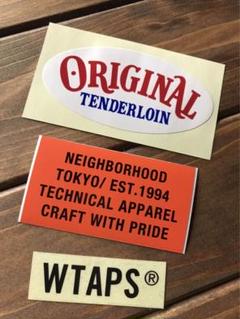 ORIGINAL
TENDERLOIN
NEIGHBORHOOD
TOKYO/ EST.1994
TECHNICAL APPAREL
CRAFT WITH PRIDE
WTAPS®